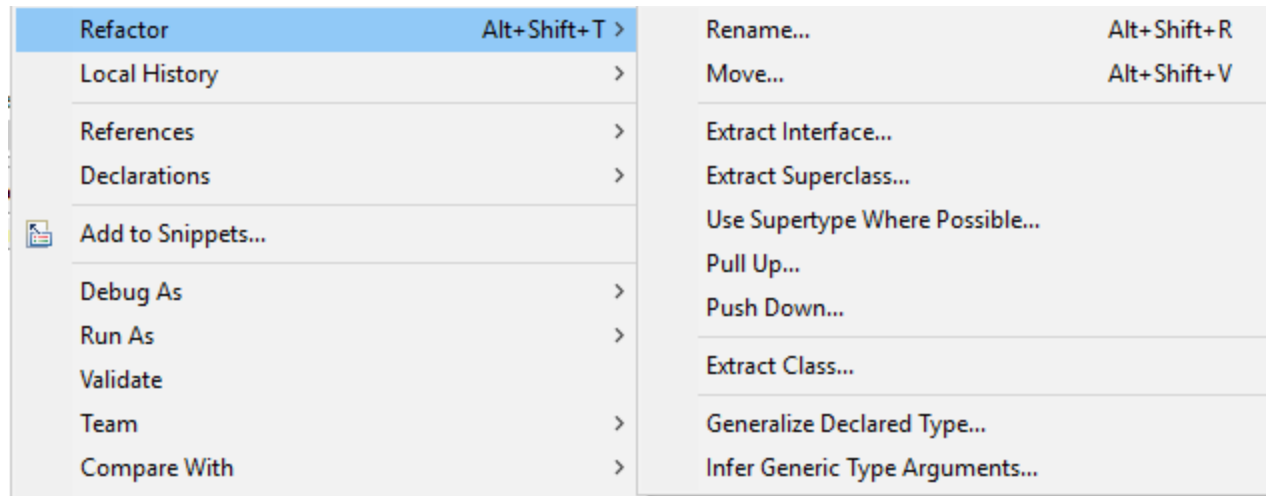 Refactor Alt+Shift+T >
Local History >
References >
Declarations >
Add to Snippets...
Debug As >
Run As >
Validate
Team >
Compare With >
Rename... Alt+Shift+R
Move... Alt+Shift+V
Extract Interface...
Extract Superclass...
Use Supertype Where Possible...
Pull Up...
Push Down...
Extract Class...
Generalize Declared Type...
Infer Generic Type Arguments...